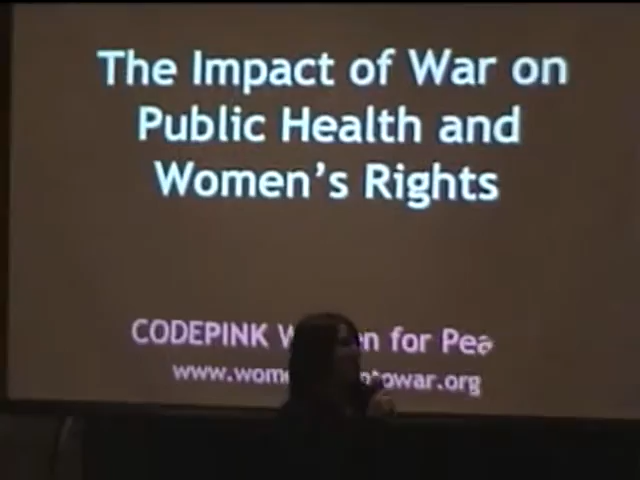 The Impact of War on
Public Health and
Women's Rights
CODEPINK for